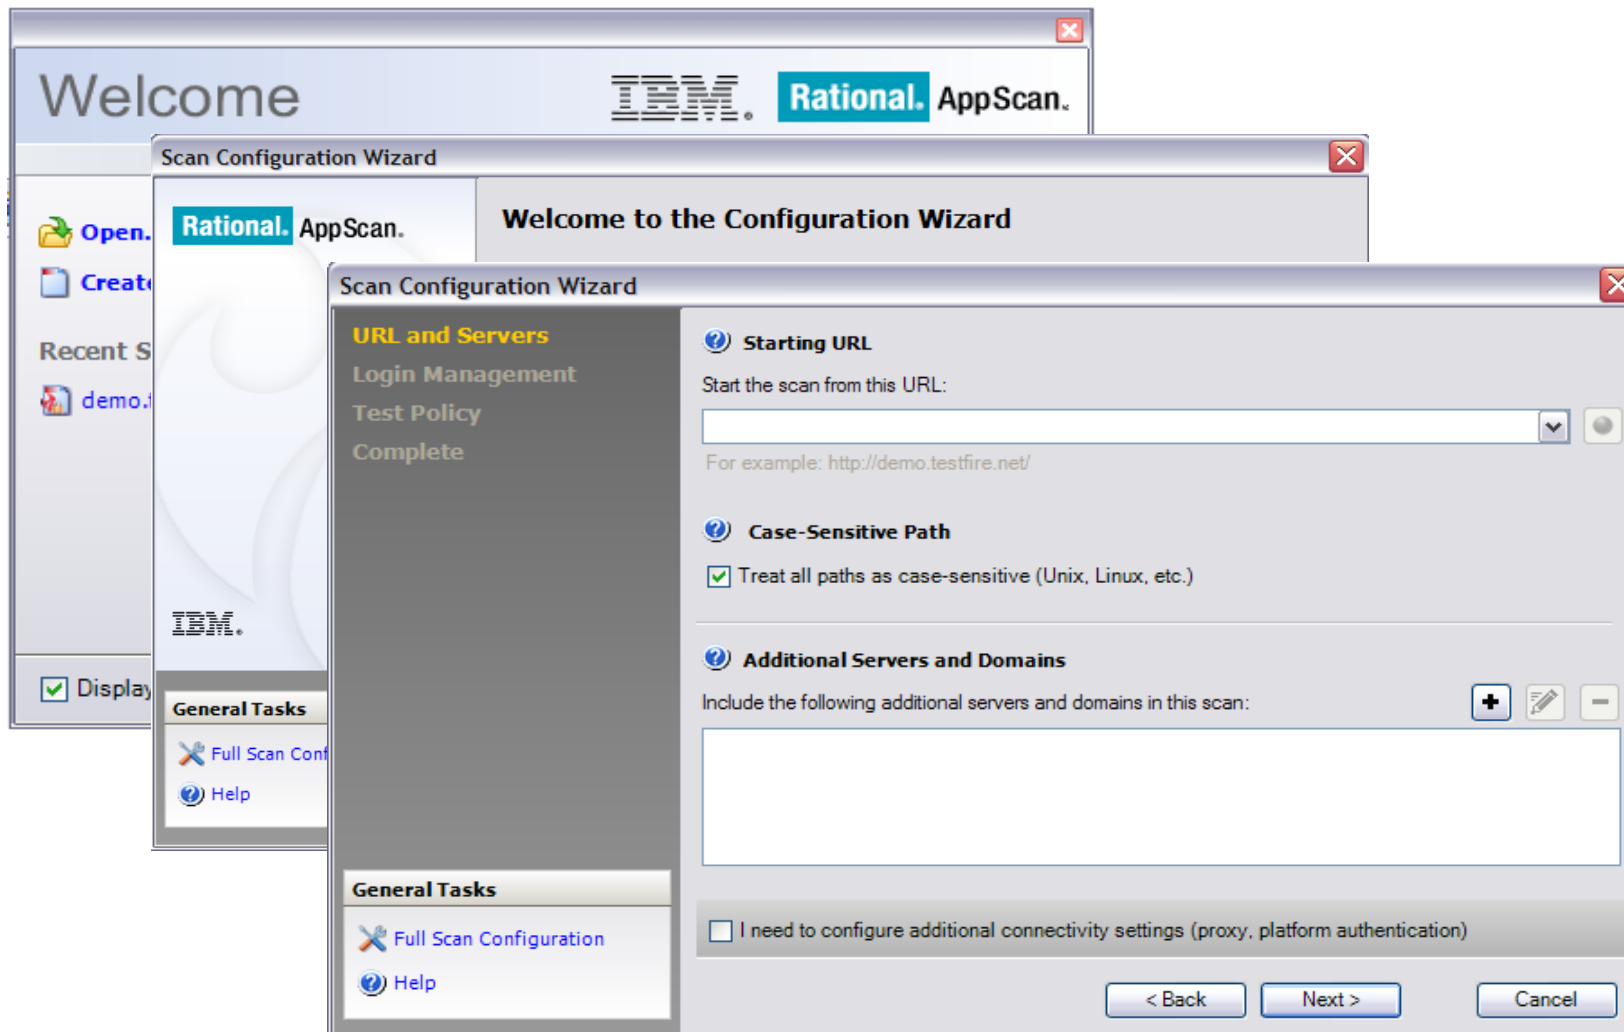 Welcome
IBM. Rational. AppScan.
Scan Configuration Wizard
Rational. AppScan.
Welcome to the Configuration Wizard
Open.
Create
Recent S
demo.t
Display
IBM.
General Tasks
Full Scan Conf
Help
Scan Configuration Wizard
URL and Servers
Login Management
Test Policy
Complete
General Tasks
Full Scan Configuration
Help
Starting URL
Start the scan from this URL:
For example: http://demo.testfire.net/
Case-Sensitive Path
Treat all paths as case-sensitive (Unix, Linux, etc.)
Additional Servers and Domains
Include the following additional servers and domains in this scan:
I need to configure additional connectivity settings (proxy, platform authentication)
< Back
Next >
Cancel